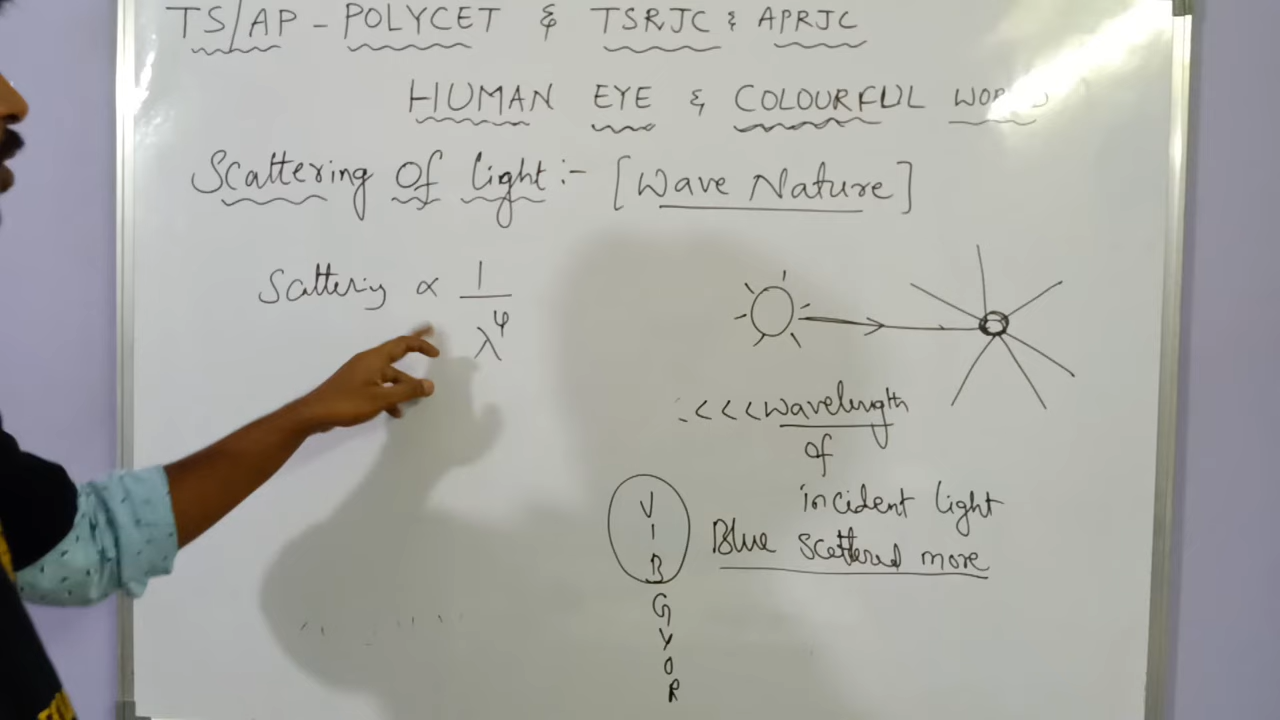 TS/AP - POLYCET & TSRJC & APRJC
HUMAN EYE & COLOURFUL
Scattering Of light :- [Wave Nature]
Scattering ∝ 1/λ⁴
. <<< wavelength
of
incident light
Blue scattered more
V
I
B
G
Y
O
R